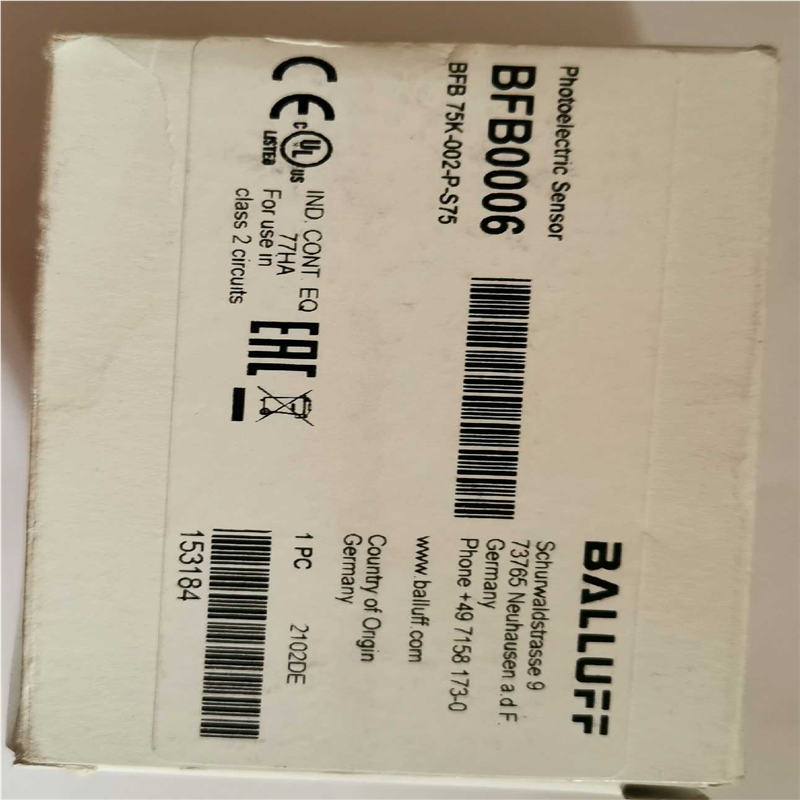 Photoelectric Sensor
BFB0006
BFB 75K-002-P-S75
CE
c UL us
LISTED
IND. CONT. EQ
77HA
For use in
class 2 circuits
EAC
BALLUFF
Schurwaldstrasse 9
73765 Neuhausen a.d.F.
Germany
Phone +49 7158 173-0
www.balluff.com
Country of Origin
Germany
1 PC 2102DE
153184